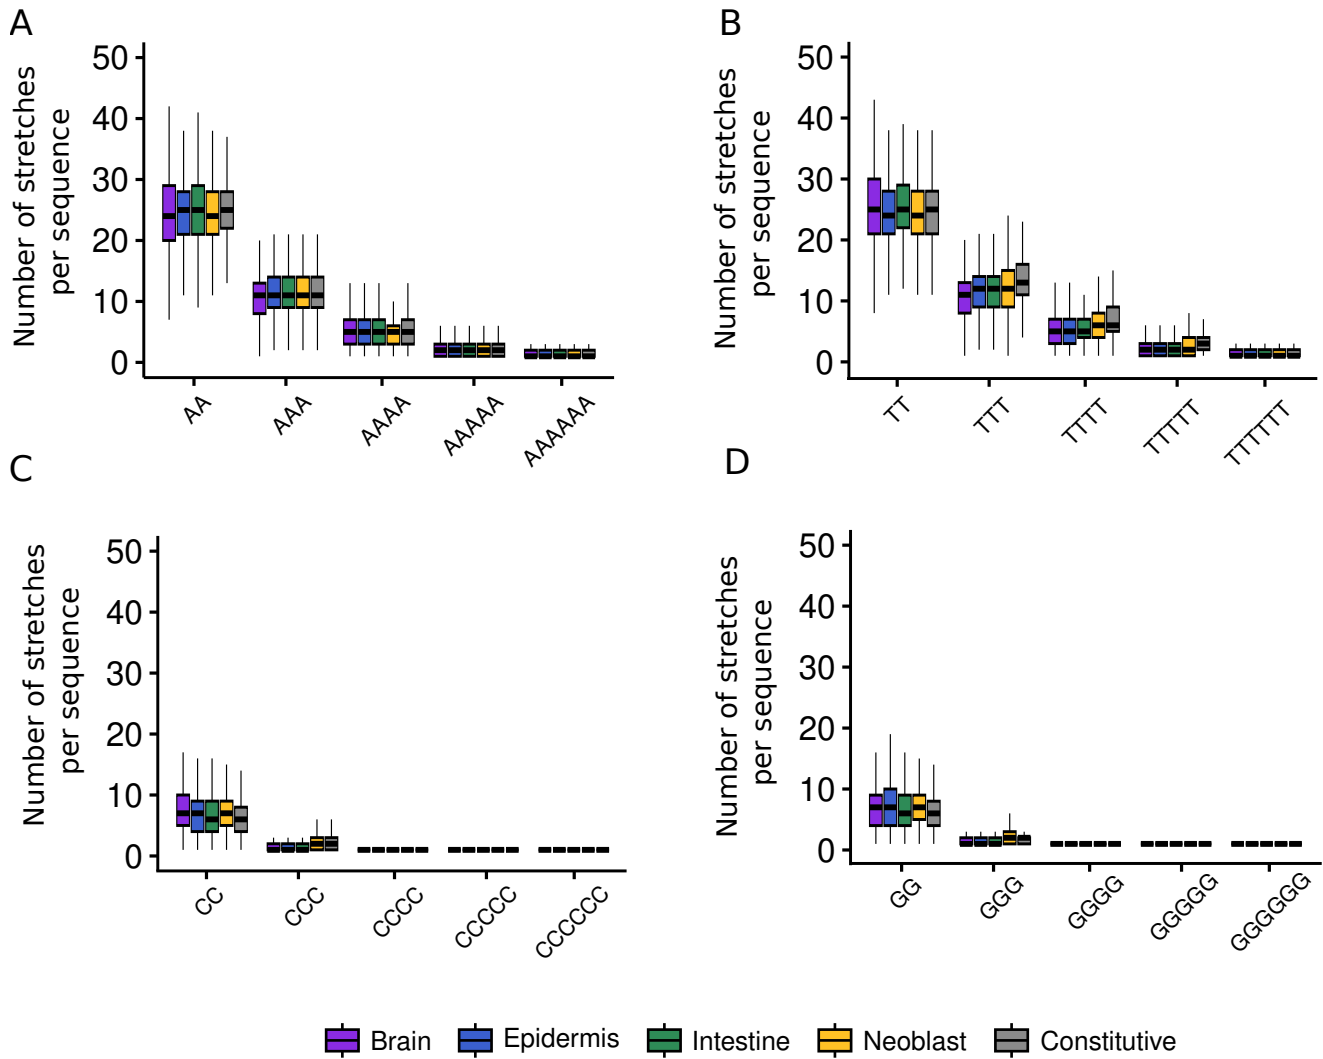 A
Number of stretches
per sequence
50
40
30
20
10
0
AA
AAA
AAAA
AAAAA
AAAAAA
B
Number of stretches
per sequence
50
40
30
20
10
0
TT
TTT
TTTT
TTTTT
TTTTTT
C
Number of stretches
per sequence
50
40
30
20
10
0
CC
CCC
CCCC
CCCCC
CCCCCC
D
Number of stretches
per sequence
50
40
30
20
10
0
GG
GGG
GGGG
GGGGG
GGGGGG
Brain Epidermis Intestine Neoblast Constitutive